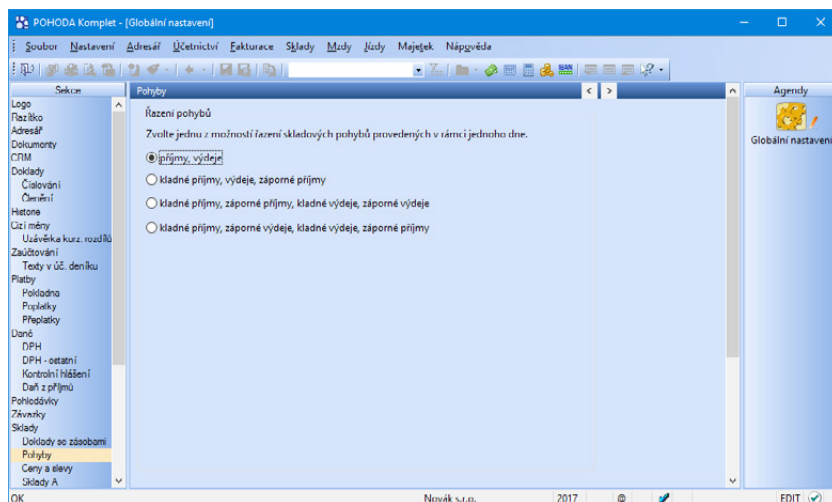 POHODA Komplet - [Globální nastavení]
Soubor Nastavení Adresář Účetnictví Fakturace Sklady Mzdy Jízdy Majetek Nápověda
Sekce
Pohyby
Agendy
Logo
Razítko
Adresář
Dokumenty
CRM
Doklady
Číslování
Členění
Historie
Cizí měny
Uzávěrka kurz. rozdílů
Zaúčtování
Texty v úč. deníku
Platby
Pokladna
Poplatky
Přeplatky
Daně
DPH
DPH - ostatní
Kontrolní hlášení
Daň z příjmů
Pohledávky
Závazky
Sklady
Doklady se zásobami
Pohyby
Ceny a slevy
Sklady A
Řazení pohybů
Zvolte jednu z možností řazení skladových pohybů provedených v rámci jednoho dne.
příjmy, výdeje
kladné příjmy, výdeje, záporné příjmy
kladné příjmy, záporné příjmy, kladné výdeje, záporné výdeje
kladné příjmy, záporné výdeje, kladné výdeje, záporné příjmy
Globální nastavení
OK Novák s.r.o. 2017 @ EDIT